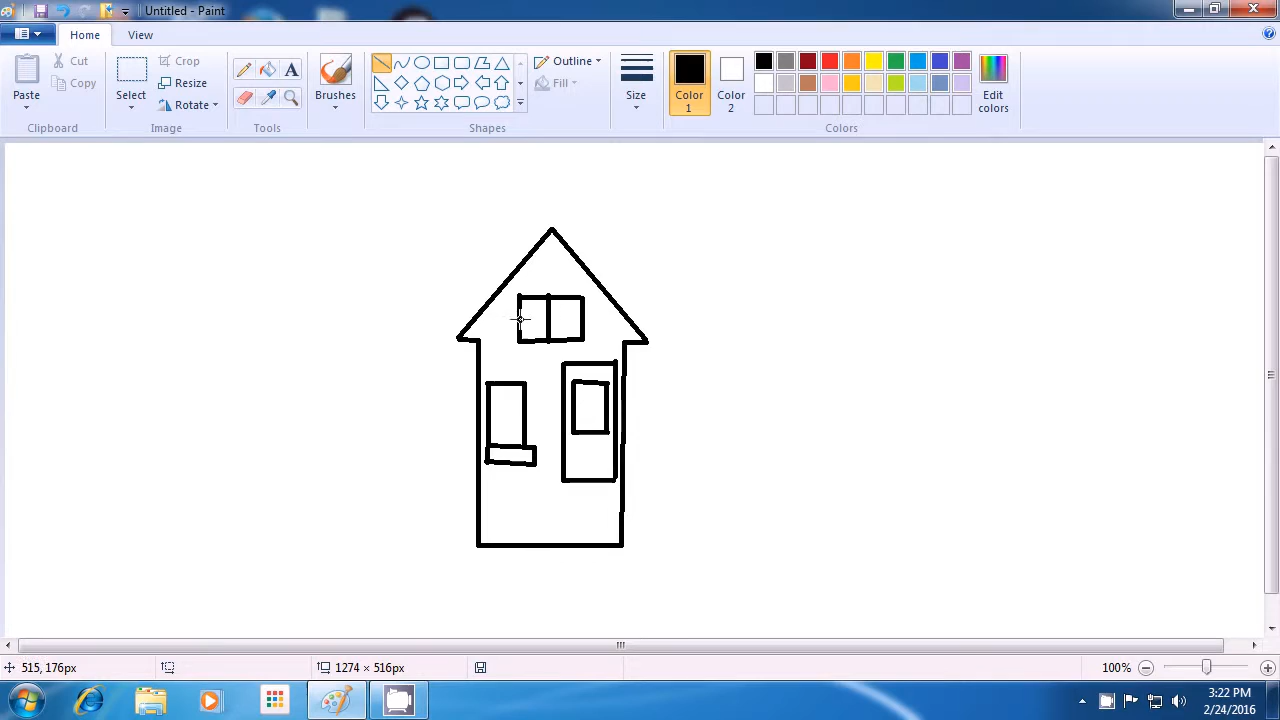 Untitled - Paint
Home View
Paste
Cut
Copy
Clipboard
Select
Crop
Resize
Rotate
Image
A
Tools
Brushes
Shapes
Outline
Fill
Size
Color 1
Color 2
Edit colors
Colors
515, 176px
1274 × 516px
100%
3:22 PM
2/24/2016